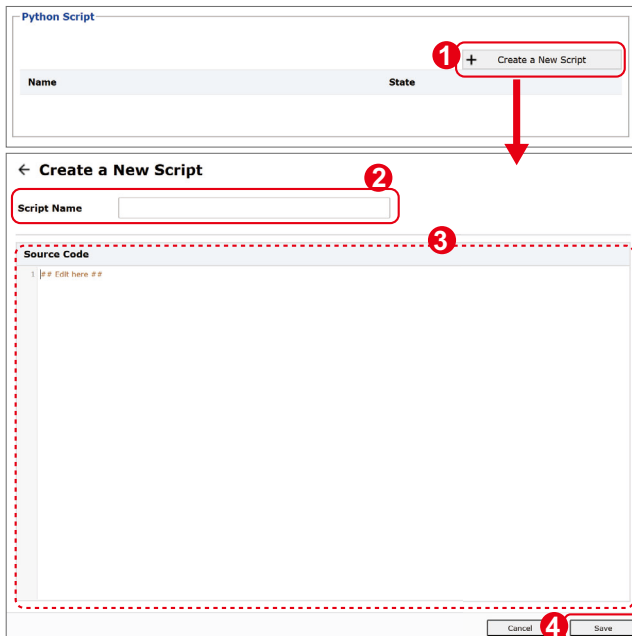 Python Script
1
+ Create a New Script
Name State
← Create a New Script
2
Script Name
3
Source Code
1 ## Edit here ##
Cancel 4 Save